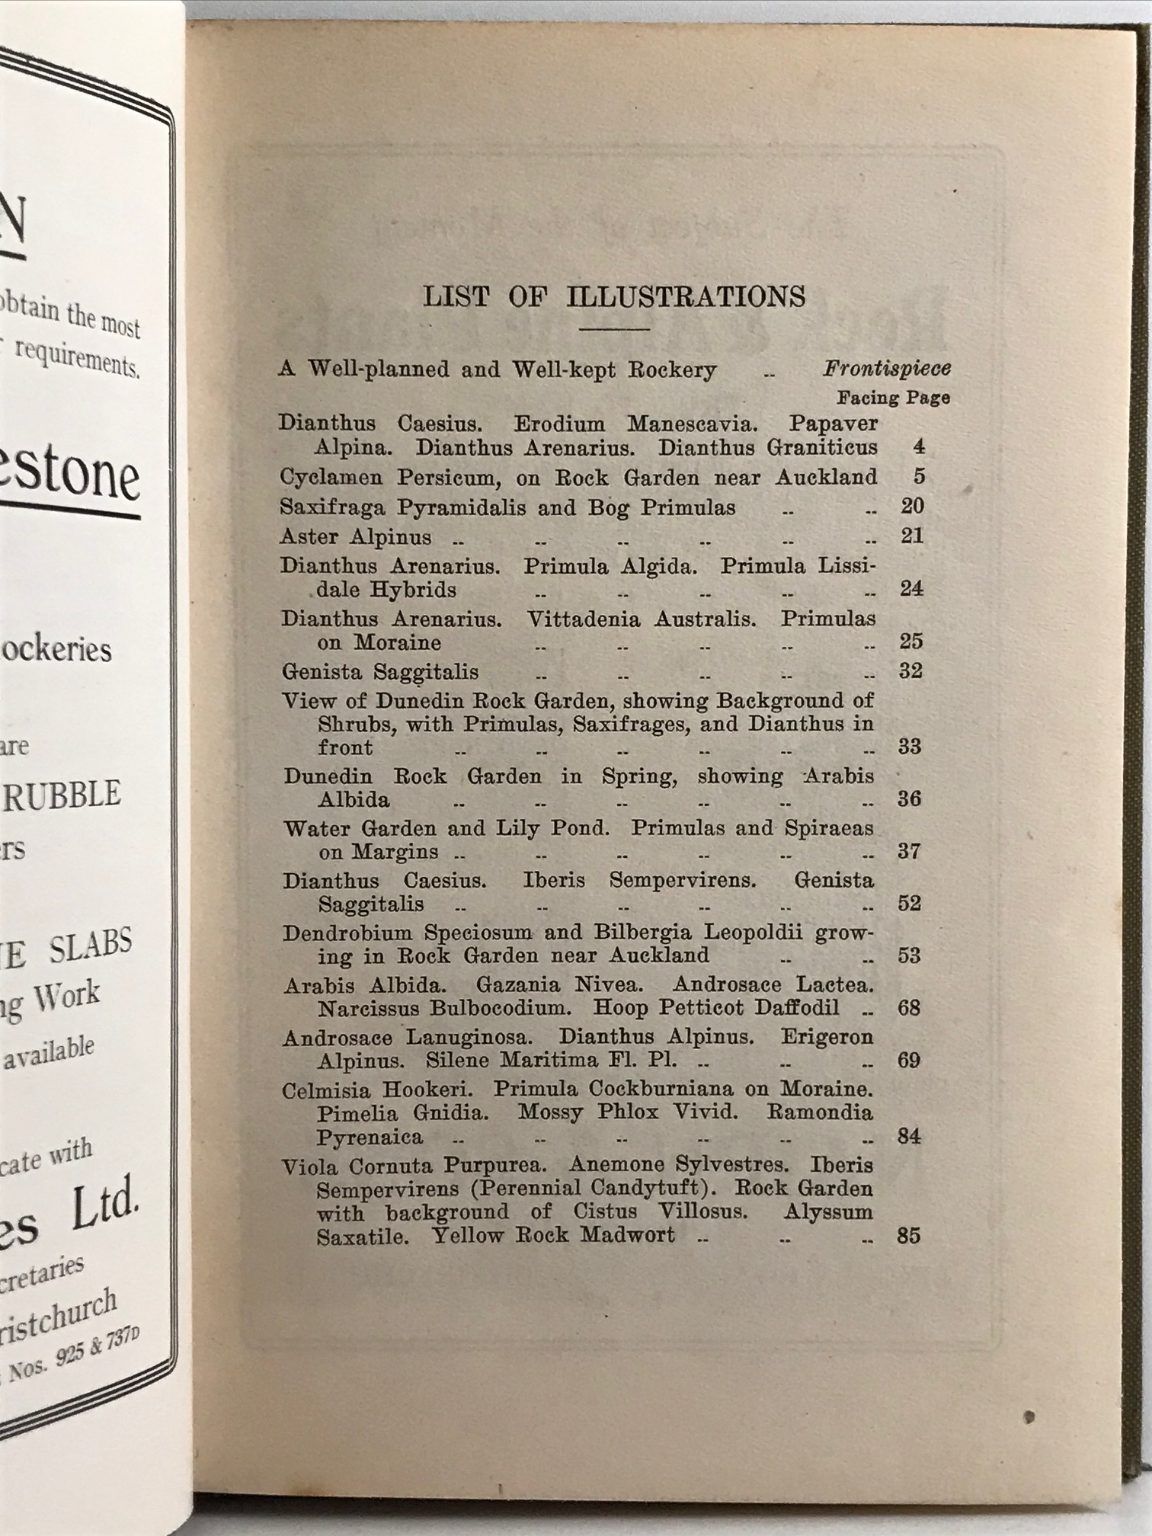 N
obtain the most
requirements.
estone
ockeries
are
RUBBLE
ers
E SLABS
ng Work
available
cate with
es Ltd.
cretaries
ristchurch
Nos. 925 & 737D
LIST OF ILLUSTRATIONS
A Well-planned and Well-kept Rockery .. Frontispiece
Facing Page
Dianthus Caesius. Erodium Manescavia. Papaver
Alpina. Dianthus Arenarius. Dianthus Graniticus 4
Cyclamen Persicum, on Rock Garden near Auckland 5
Saxifraga Pyramidalis and Bog Primulas .. .. 20
Aster Alpinus .. .. .. .. .. .. 21
Dianthus Arenarius. Primula Algida. Primula Lissi-
dale Hybrids .. .. .. .. .. 24
Dianthus Arenarius. Vittadenia Australis. Primulas
on Moraine .. .. .. .. .. 25
Genista Saggitalis .. .. .. .. .. 32
View of Dunedin Rock Garden, showing Background of
Shrubs, with Primulas, Saxifrages, and Dianthus in
front .. .. .. .. .. .. 33
Dunedin Rock Garden in Spring, showing Arabis
Albida .. .. .. .. .. .. 36
Water Garden and Lily Pond. Primulas and Spiraeas
on Margins .. .. .. .. .. .. 37
Dianthus Caesius. Iberis Sempervirens. Genista
Saggitalis .. .. .. .. .. .. 52
Dendrobium Speciosum and Bilbergia Leopoldii grow-
ing in Rock Garden near Auckland .. .. 53
Arabis Albida. Gazania Nivea. Androsace Lactea.
Narcissus Bulbocodium. Hoop Petticot Daffodil .. 68
Androsace Lanuginosa. Dianthus Alpinus. Erigeron
Alpinus. Silene Maritima Fl. Pl. .. .. .. 69
Celmisia Hookeri. Primula Cockburniana on Moraine.
Pimelia Gnidia. Mossy Phlox Vivid. Ramondia
Pyrenaica .. .. .. .. .. .. 84
Viola Cornuta Purpurea. Anemone Sylvestres. Iberis
Sempervirens (Perennial Candytuft). Rock Garden
with background of Cistus Villosus. Alyssum
Saxatile. Yellow Rock Madwort .. .. .. 85